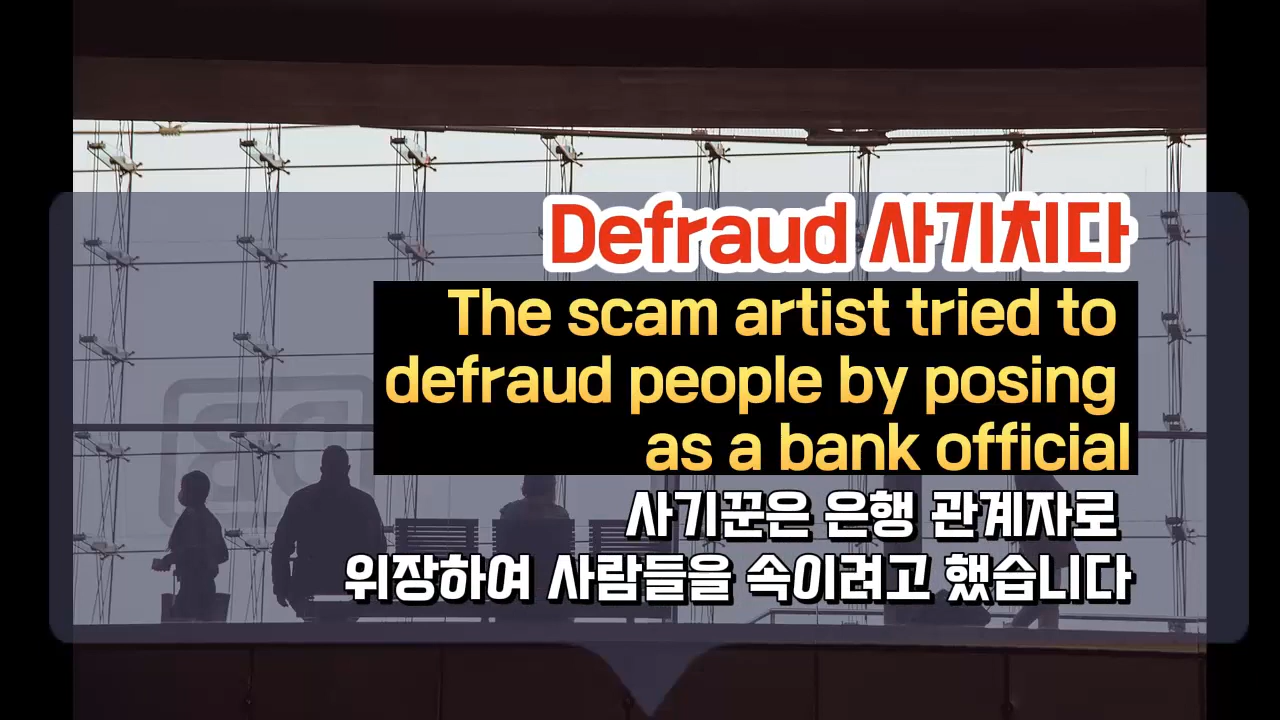 Defraud 사기치다
The scam artist tried to
defraud people by posing
as a bank official
사기꾼은 은행 관계자로
위장하여 사람들을 속이려고 했습니다